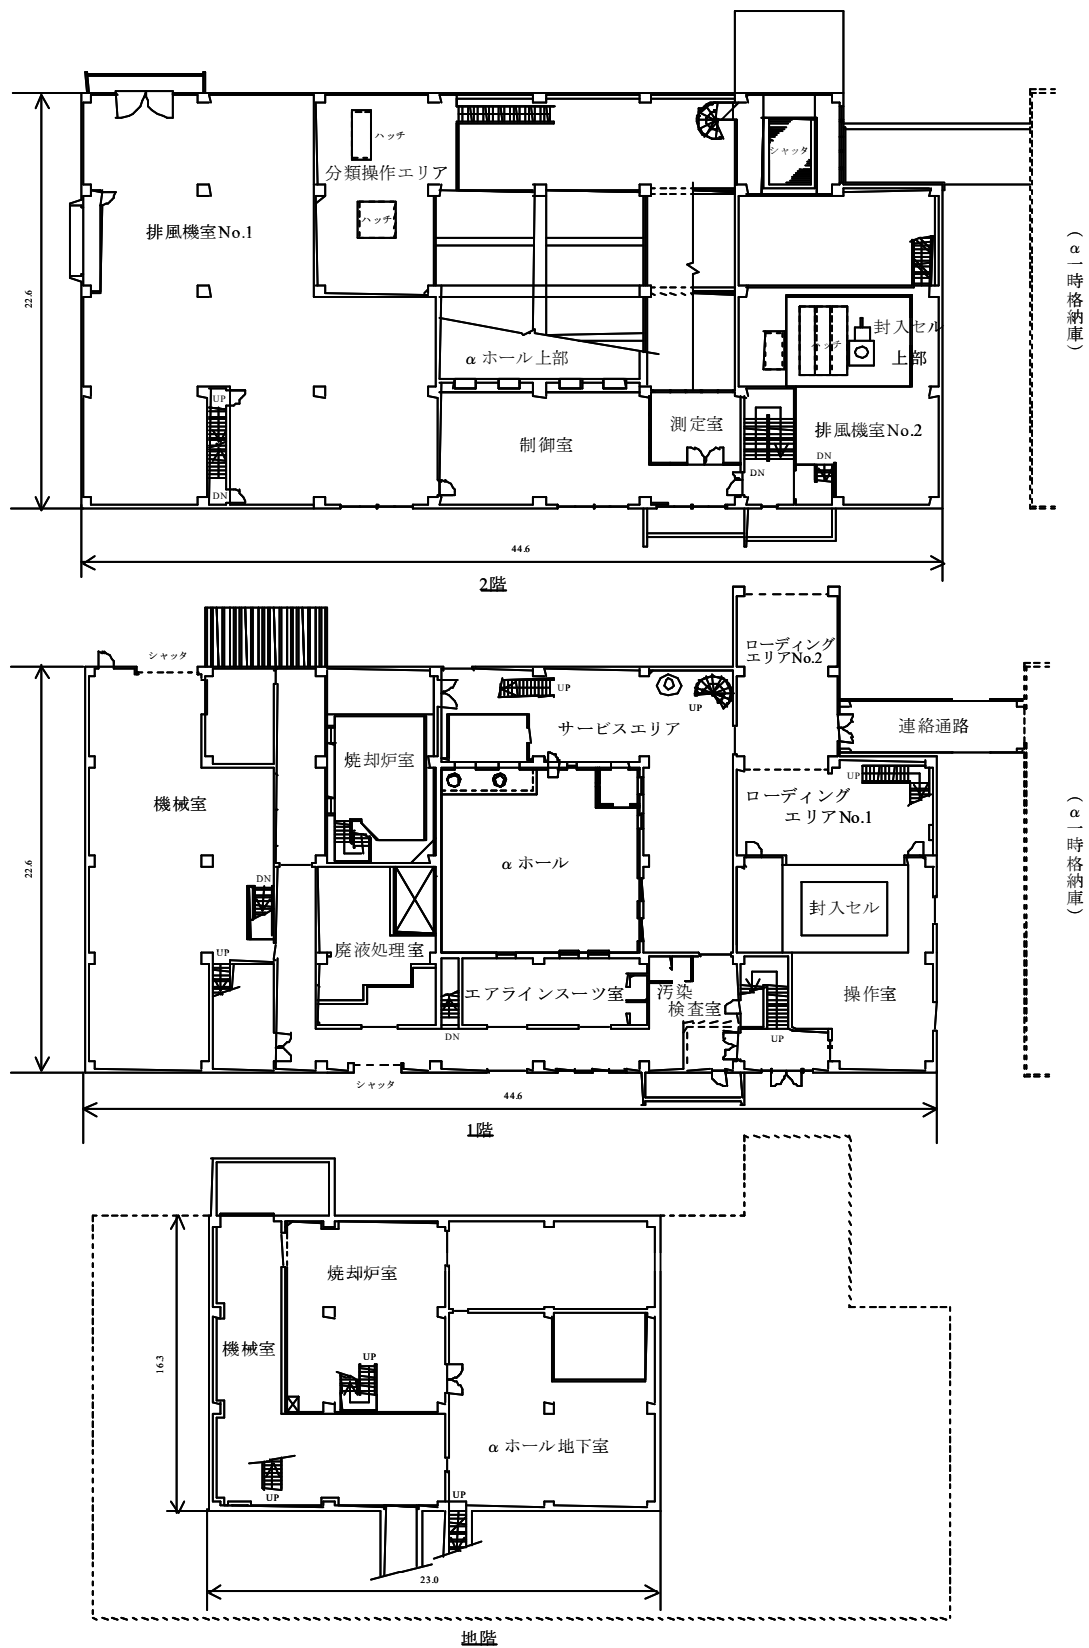 ハッチ
シャッタ
分類操作エリア
排風機室No.1
ハッチ
22.6
(α一時格納庫)
封入セル
ハッチ
上部
αホール上部
UP
測定室
排風機室No.2
制御室
DN
DN
DN
44.6
2階
シャッタ
ローディング
エリアNo.2
UP
UP
サービスエリア
連絡通路
焼却炉室
UP
機械室
ローディング
エリアNo.1
(α一時格納庫)
22.6
αホール
DN
封入セル
廃液処理室
UP
エアラインスーツ室
汚染
検査室
操作室
DN
UP
シャッタ
44.6
1階
焼却炉室
機械室
UP
16.3
αホール地下室
UP
UP
23.0
地階